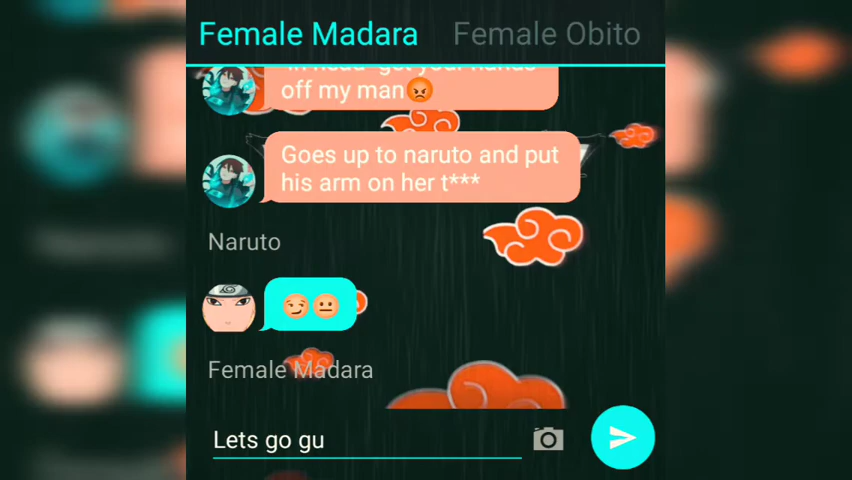 Female Madara Female Obito
off my man😡
Goes up to naruto and put
his arm on her t***
Naruto
😏😐
Female Madara
Lets go gu